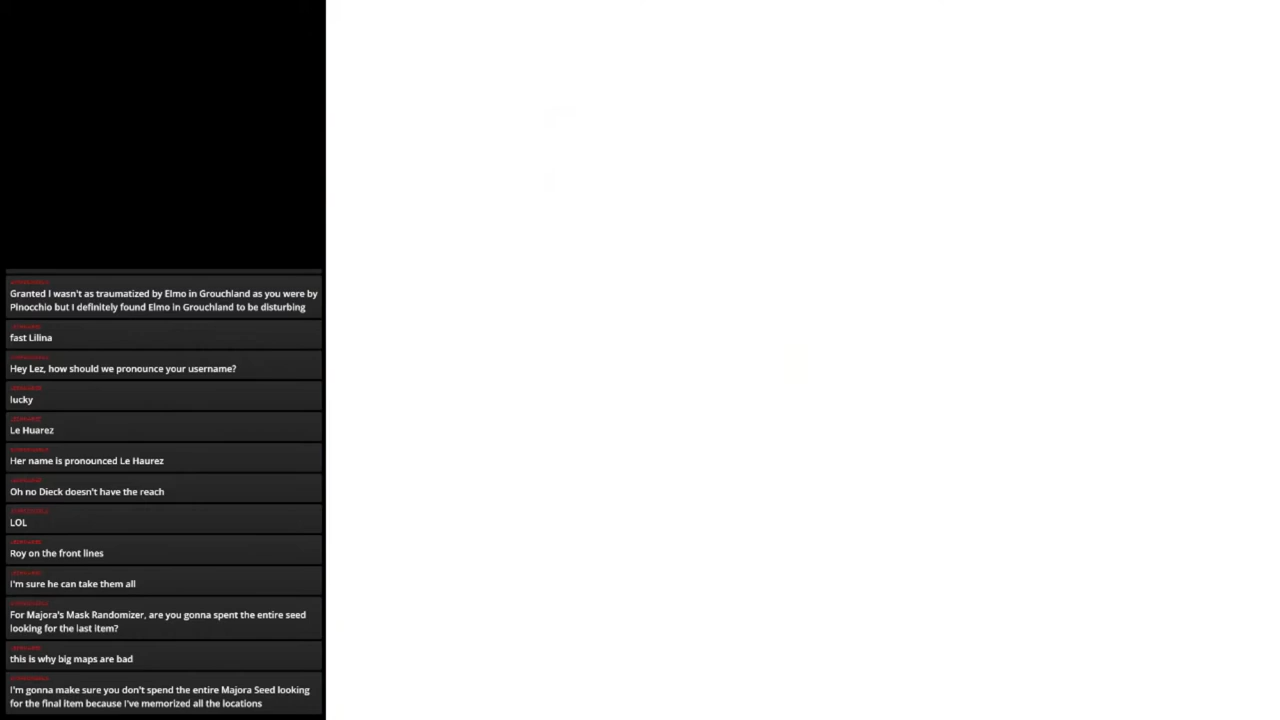 Granted I wasn't as traumatized by Elmo in Grouchland as you were by
Pinocchio but I definitely found Elmo in Grouchland to be disturbing
fast Lilina
Hey Lez, how should we pronounce your username?
lucky
Le Huarez
Her name is pronounced Le Haurez
Oh no Dieck doesn't have the reach
LOL
Roy on the front lines
I'm sure he can take them all
For Majora's Mask Randomizer, are you gonna spent the entire seed
looking for the last item?
this is why big maps are bad
I'm gonna make sure you don't spend the entire Majora Seed looking
for the final item because I've memorized all the locations